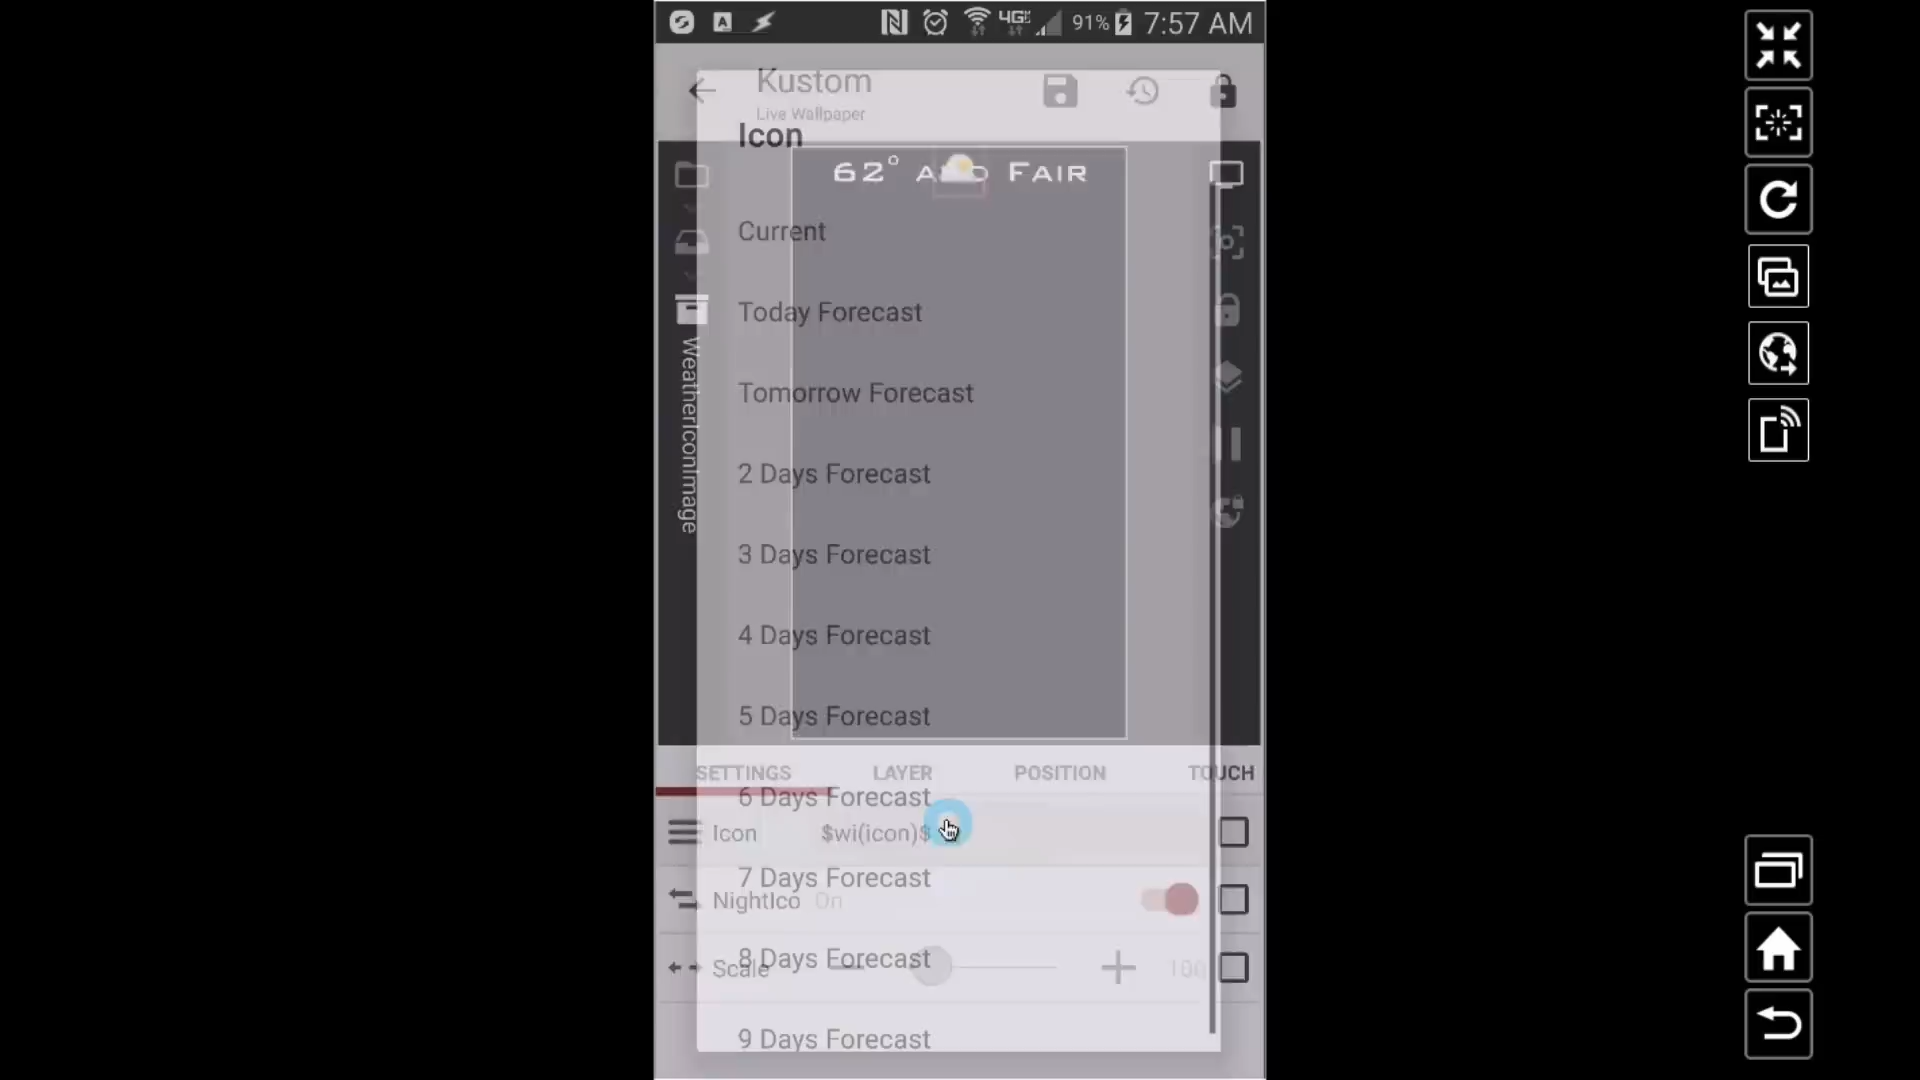 91% 7:57 AM
Kustom
Live Wallpaper
Icon
62° AND FAIR
Current
Today Forecast
Tomorrow Forecast
2 Days Forecast
3 Days Forecast
4 Days Forecast
5 Days Forecast
WeatherIconImage
SETTINGS LAYER POSITION TOUCH
6 Days Forecast
Icon $wi(icon)$
7 Days Forecast
NightIco On
8 Days Forecast
Scale 100
9 Days Forecast